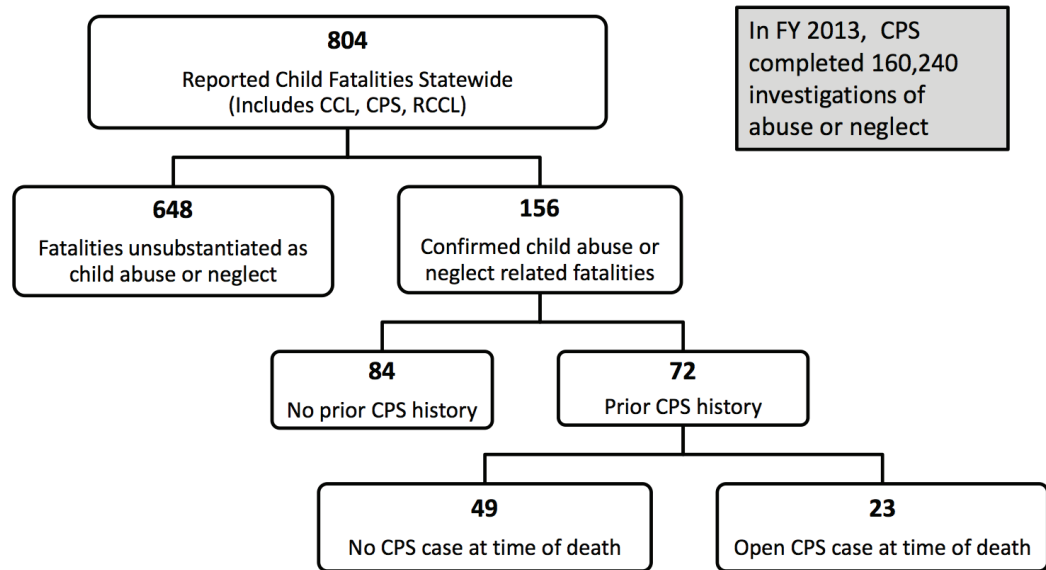 804
Reported Child Fatalities Statewide
(Includes CCL, CPS, RCCL)
In FY 2013, CPS
completed 160,240
investigations of
abuse or neglect
648
Fatalities unsubstantiated as
child abuse or neglect
156
Confirmed child abuse or
neglect related fatalities
84
No prior CPS history
72
Prior CPS history
49
No CPS case at time of death
23
Open CPS case at time of death